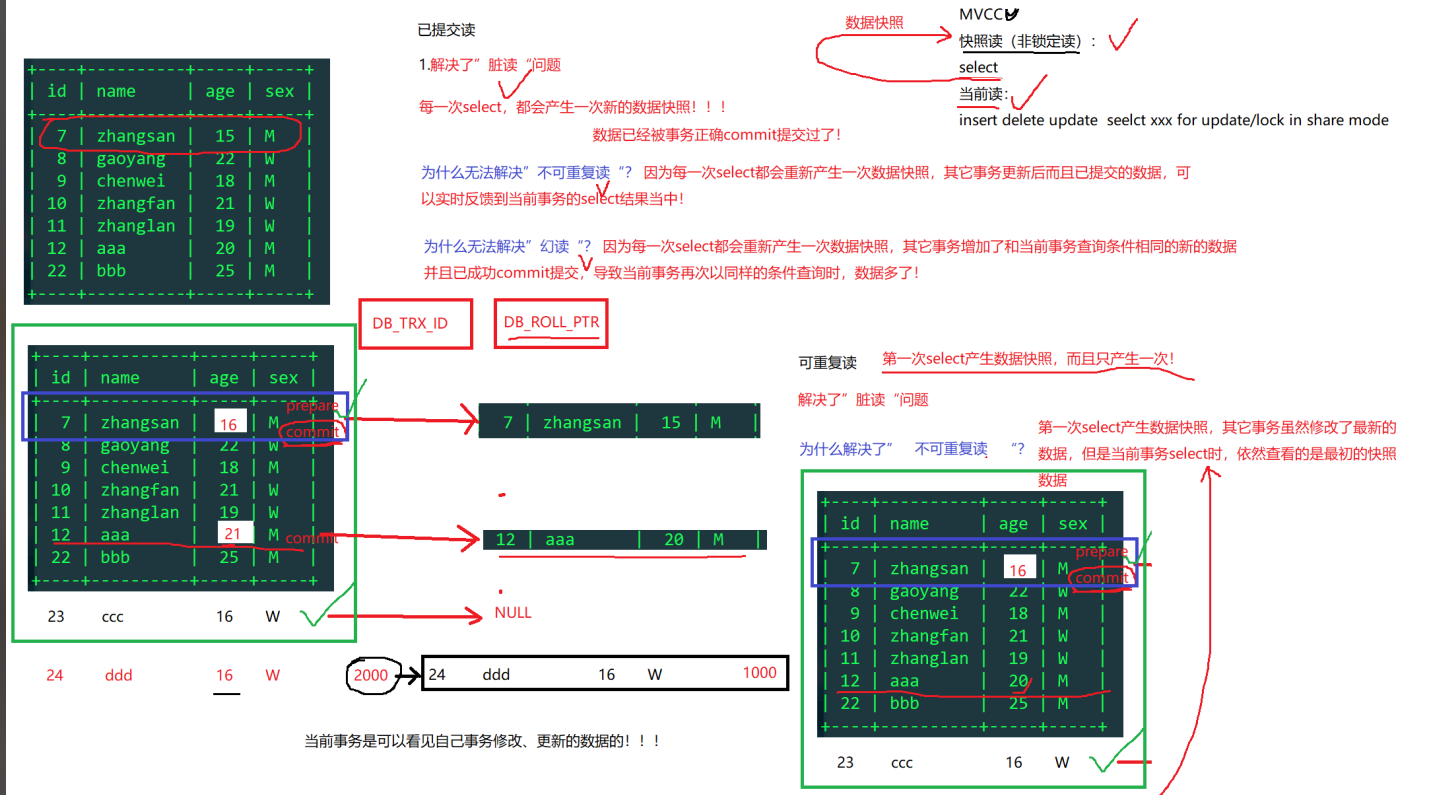 已提交读
1.解决了”脏读“问题
每一次select，都会产生一次新的数据快照！！！
数据已经被事务正确commit提交过了！
为什么无法解决”不可重复读“？ 因为每一次select都会重新产生一次数据快照，其它事务更新后而且已提交的数据，可
以实时反馈到当前事务的select结果当中！
为什么无法解决”幻读“？ 因为每一次select都会重新产生一次数据快照，其它事务增加了和当前事务查询条件相同的新的数据
并且已成功commit提交，导致当前事务再次以同样的条件查询时，数据多了！
数据快照
MVCC
快照读（非锁定读）：
select
当前读：
insert delete update seelct xxx for update/lock in share mode
+----+----------+-----+-----+
| id | name | age | sex |
+----+----------+-----+-----+
| 7 | zhangsan | 15 | M |
| 8 | gaoyang | 22 | W |
| 9 | chenwei | 18 | M |
| 10 | zhangfan | 21 | W |
| 11 | zhanglan | 19 | W |
| 12 | aaa | 20 | M |
| 22 | bbb | 25 | M |
+----+----------+-----+-----+
DB_TRX_ID
DB_ROLL_PTR
+----+----------+-----+-----+
| id | name | age | sex |
+----+----------+-----+-----+
| 7 | zhangsan | 16 | M prepare
commit
| 8 | gaoyang | 22 | W |
| 9 | chenwei | 18 | M |
| 10 | zhangfan | 21 | W |
| 11 | zhanglan | 19 | W |
| 12 | aaa | 21 | M commit
| 22 | bbb | 25 | M |
+----+----------+-----+-----+
23 ccc 16 W
7 | zhangsan | 15 | M |
12 | aaa | 20 | M |
NULL
24 ddd 16 W
2000
24 ddd 16 W 1000
当前事务是可以看见自己事务修改、更新的数据的！！！
可重复读 第一次select产生数据快照，而且只产生一次！
解决了”脏读“问题
为什么解决了” 不可重复读 “？
第一次select产生数据快照，其它事务虽然修改了最新的
数据，但是当前事务select时，依然查看的是最初的快照
数据
+----+----------+-----+-----+
| id | name | age | sex |
+----+----------+-----+-----+
| 7 | zhangsan | 16 | M prepare
commit
| 8 | gaoyang | 22 | W |
| 9 | chenwei | 18 | M |
| 10 | zhangfan | 21 | W |
| 11 | zhanglan | 19 | W |
| 12 | aaa | 20 | M |
| 22 | bbb | 25 | M |
+----+----------+-----+-----+
23 ccc 16 W